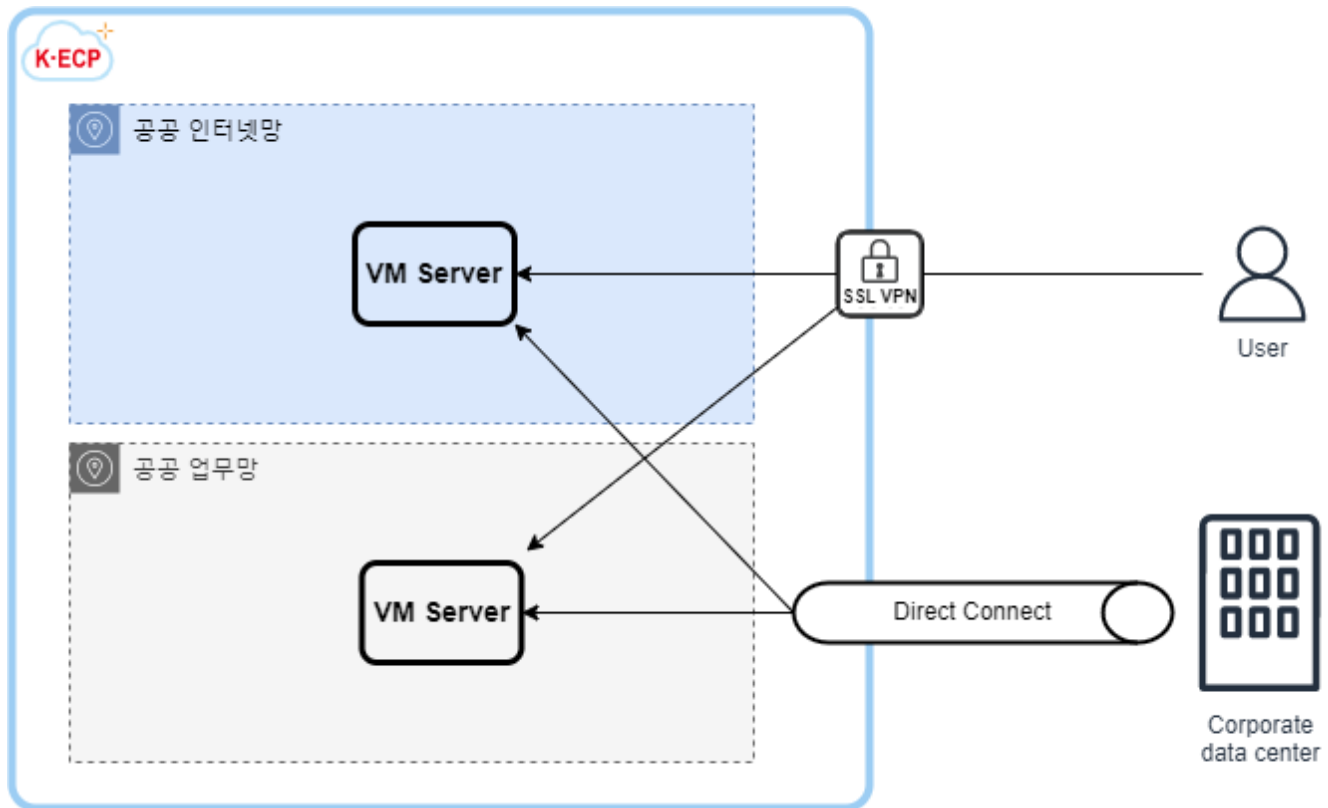 K·ECP
공공 인터넷망
VM Server
SSL VPN
User
공공 업무망
VM Server
Direct Connect
Corporate
data center